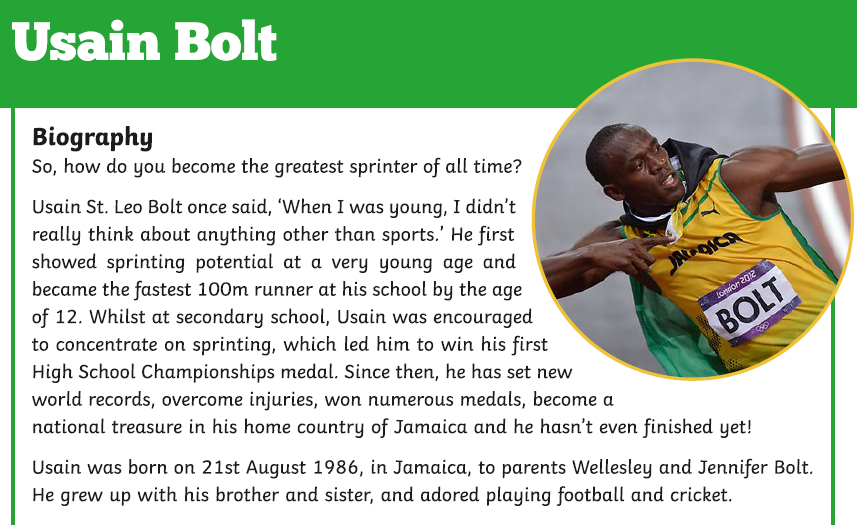 Usain Bolt
Biography
So, how do you become the greatest sprinter of all time?
Usain St. Leo Bolt once said, ‘When I was young, I didn’t
really think about anything other than sports.’ He first
showed sprinting potential at a very young age and
became the fastest 100m runner at his school by the age
of 12. Whilst at secondary school, Usain was encouraged
to concentrate on sprinting, which led him to win his first
High School Championships medal. Since then, he has set new
world records, overcome injuries, won numerous medals, become a
national treasure in his home country of Jamaica and he hasn’t even finished yet!
Usain was born on 21st August 1986, in Jamaica, to parents Wellesley and Jennifer Bolt.
He grew up with his brother and sister, and adored playing football and cricket.
JAMAICA
London 2012
BOLT